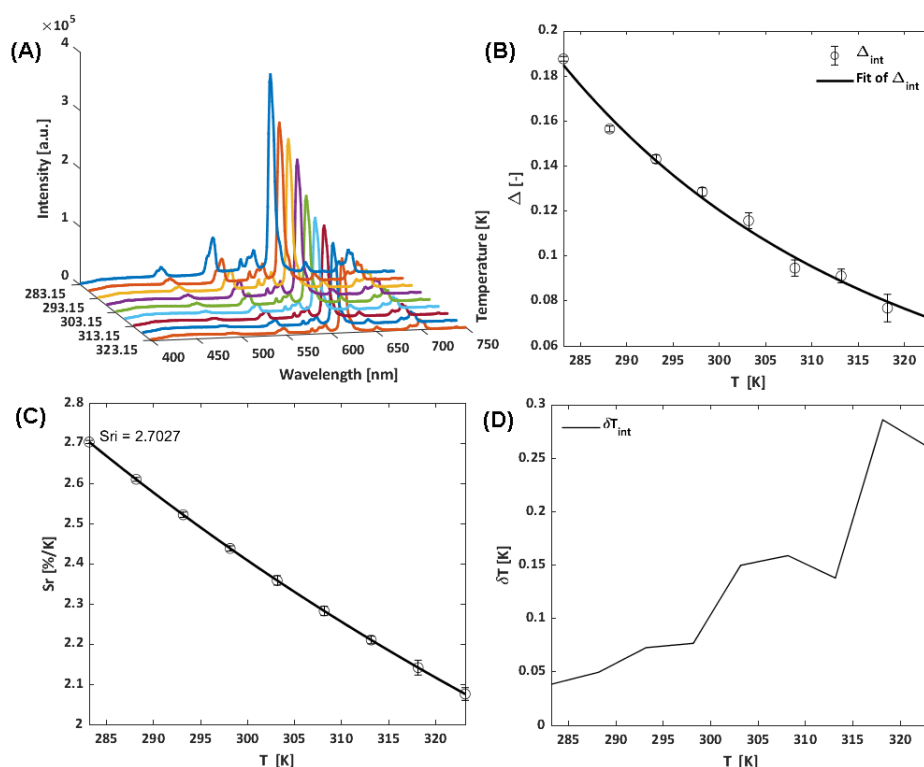 (A)
×10⁵
4
3
2
1
0
Intensity [a.u.]
283.15
293.15
303.15
313.15
323.15
400
450
500
550
600
650
700
750
Wavelength [nm]
Temperature [K]
(B)
0.2
0.18
0.16
0.14
0.12
0.1
0.08
0.06
Δ [-]
Δint
Fit of Δint
285 290 295 300 305 310 315 320
T [K]
(C)
2.8
2.7
2.6
2.5
2.4
2.3
2.2
2.1
2
Sr [%/K]
Sri = 2.7027
285 290 295 300 305 310 315 320
T [K]
(D)
0.3
0.25
0.2
0.15
0.1
0.05
0
δT [K]
δTint
285 290 295 300 305 310 315 320
T [K]